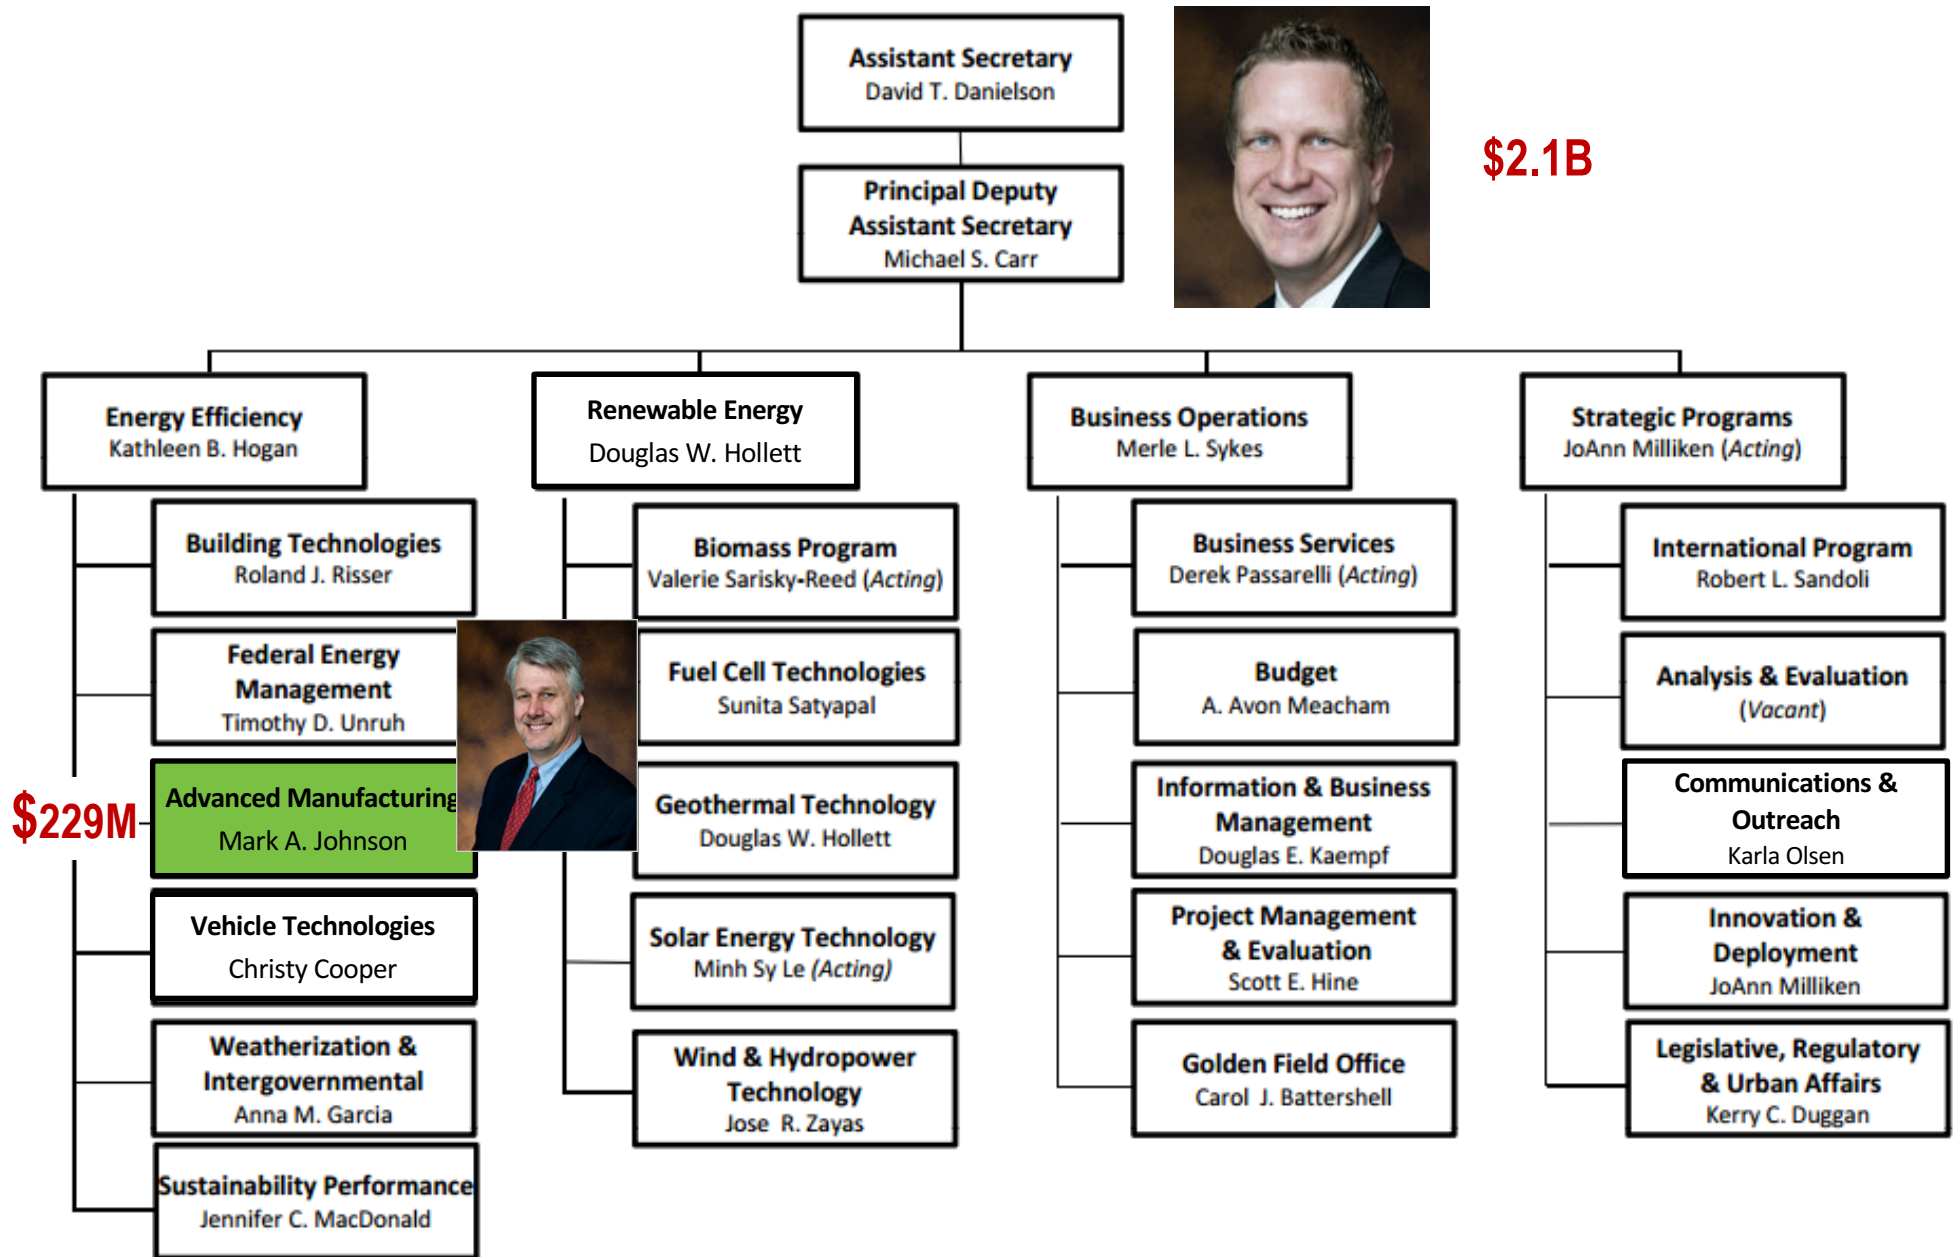 Assistant Secretary
David T. Danielson
$2.1B
Principal Deputy
Assistant Secretary
Michael S. Carr
Energy Efficiency
Kathleen B. Hogan
Renewable Energy
Douglas W. Hollett
Business Operations
Merle L. Sykes
Strategic Programs
JoAnn Milliken (Acting)
Building Technologies
Roland J. Risser
Federal Energy
Management
Timothy D. Unruh
$229M
Advanced Manufacturing
Mark A. Johnson
Vehicle Technologies
Christy Cooper
Weatherization &
Intergovernmental
Anna M. Garcia
Sustainability Performance
Jennifer C. MacDonald
Biomass Program
Valerie Sarisky-Reed (Acting)
Fuel Cell Technologies
Sunita Satyapal
Geothermal Technology
Douglas W. Hollett
Solar Energy Technology
Minh Sy Le (Acting)
Wind & Hydropower
Technology
Jose R. Zayas
Business Services
Derek Passarelli (Acting)
Budget
A. Avon Meacham
Information & Business
Management
Douglas E. Kaempf
Project Management
& Evaluation
Scott E. Hine
Golden Field Office
Carol J. Battershell
International Program
Robert L. Sandoli
Analysis & Evaluation
(Vacant)
Communications &
Outreach
Karla Olsen
Innovation &
Deployment
JoAnn Milliken
Legislative, Regulatory
& Urban Affairs
Kerry C. Duggan